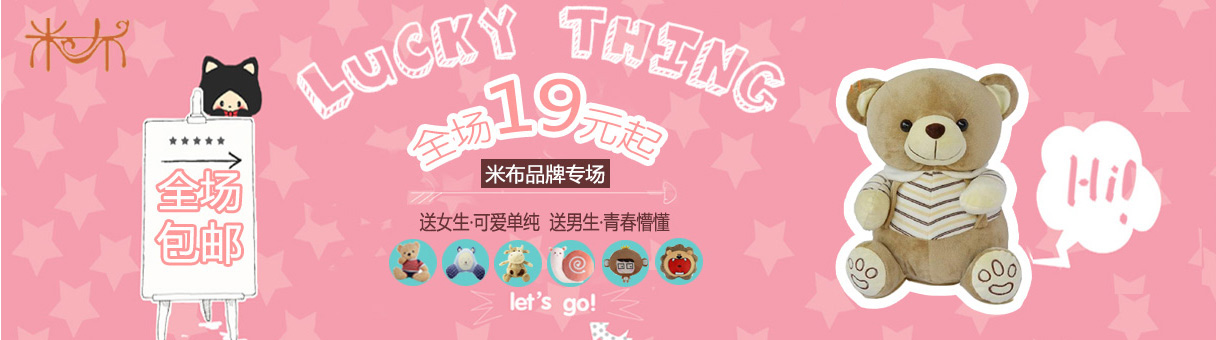 米布
LUCKY THING
全场19元起
米布品牌专场
送女生·可爱单纯 送男生·青春懵懂
let's go!
全场
包邮
Hi!